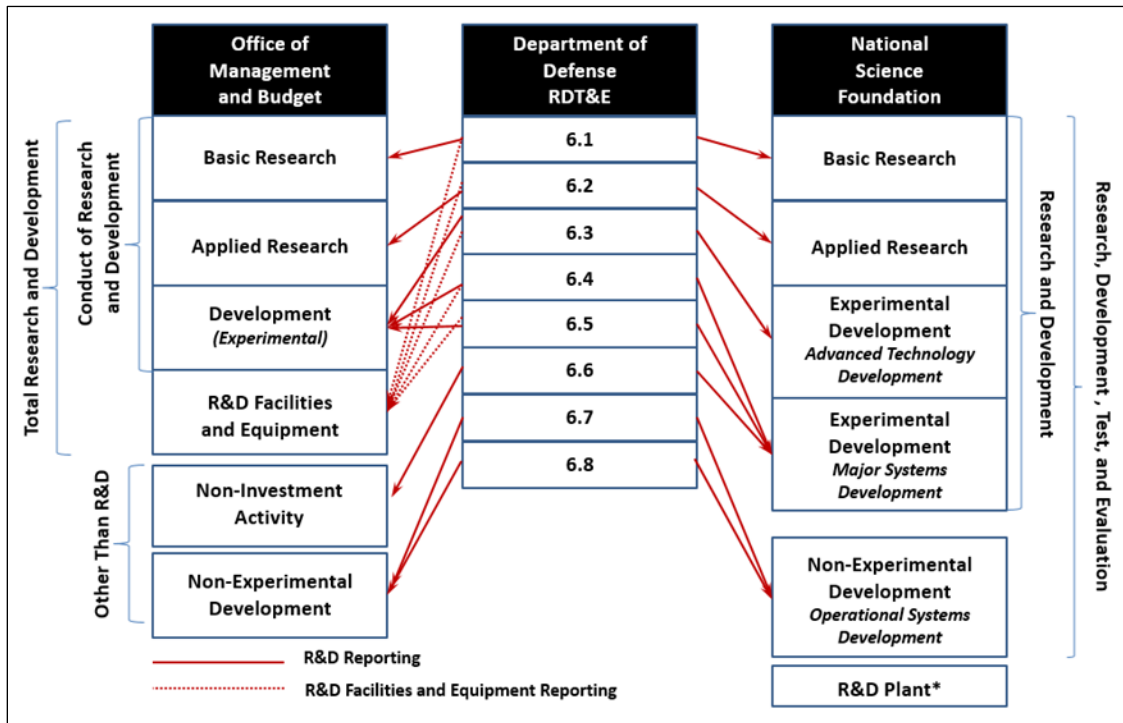 Office of
Management
and Budget
Department of
Defense
RDT&E
National
Science
Foundation
Total Research and Development
Conduct of Research
and Development
Basic Research
Applied Research
Development
(Experimental)
R&D Facilities
and Equipment
Other Than R&D
Non-Investment
Activity
Non-Experimental
Development
6.1
6.2
6.3
6.4
6.5
6.6
6.7
6.8
Basic Research
Applied Research
Experimental
Development
Advanced Technology
Development
Experimental
Development
Major Systems
Development
Non-Experimental
Development
Operational Systems
Development
R&D Plant*
Research and Development
Research, Development , Test, and Evaluation
R&D Reporting
R&D Facilities and Equipment Reporting